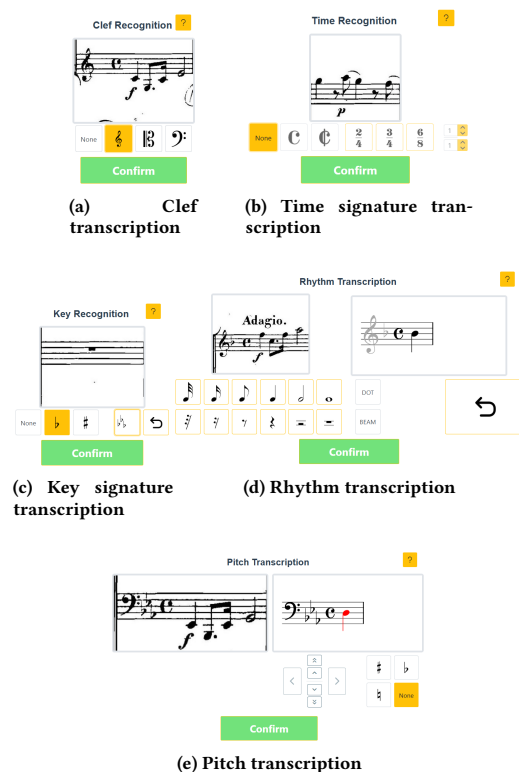 Clef Recognition ?
f
None
Confirm
(a) Clef
transcription
Time Recognition ?
p
None 2 4 3 4 6 8 1 1
Confirm
(b) Time signature tran-
scription
Key Recognition ?
None
Confirm
(c) Key signature
transcription
Rhythm Transcription ?
Adagio.
f
DOT
BEAM
Confirm
(d) Rhythm transcription
Pitch Transcription ?
f
None
Confirm
(e) Pitch transcription